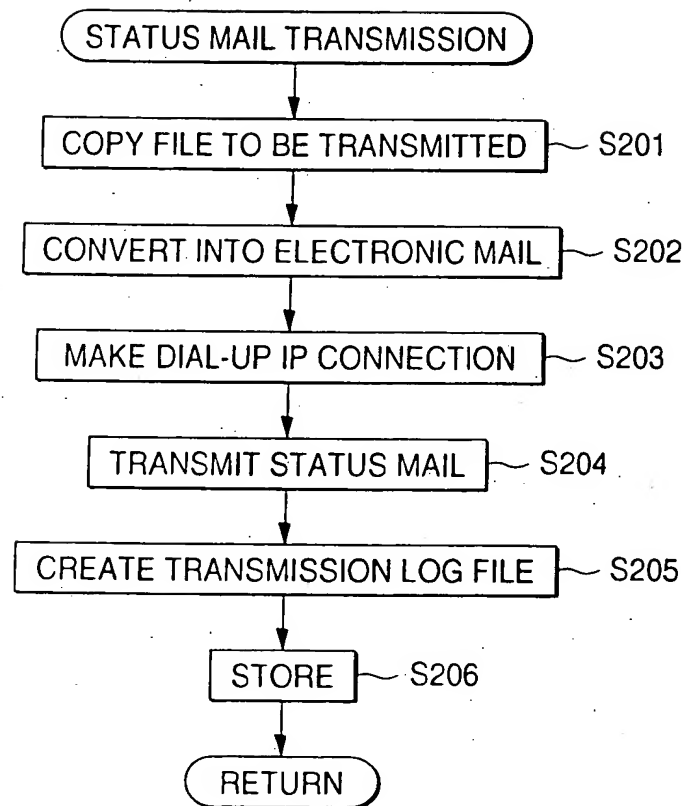 STATUS MAIL TRANSMISSION
COPY FILE TO BE TRANSMITTED S201
CONVERT INTO ELECTRONIC MAIL S202
MAKE DIAL-UP IP CONNECTION S203
TRANSMIT STATUS MAIL S204
CREATE TRANSMISSION LOG FILE S205
STORE S206
RETURN